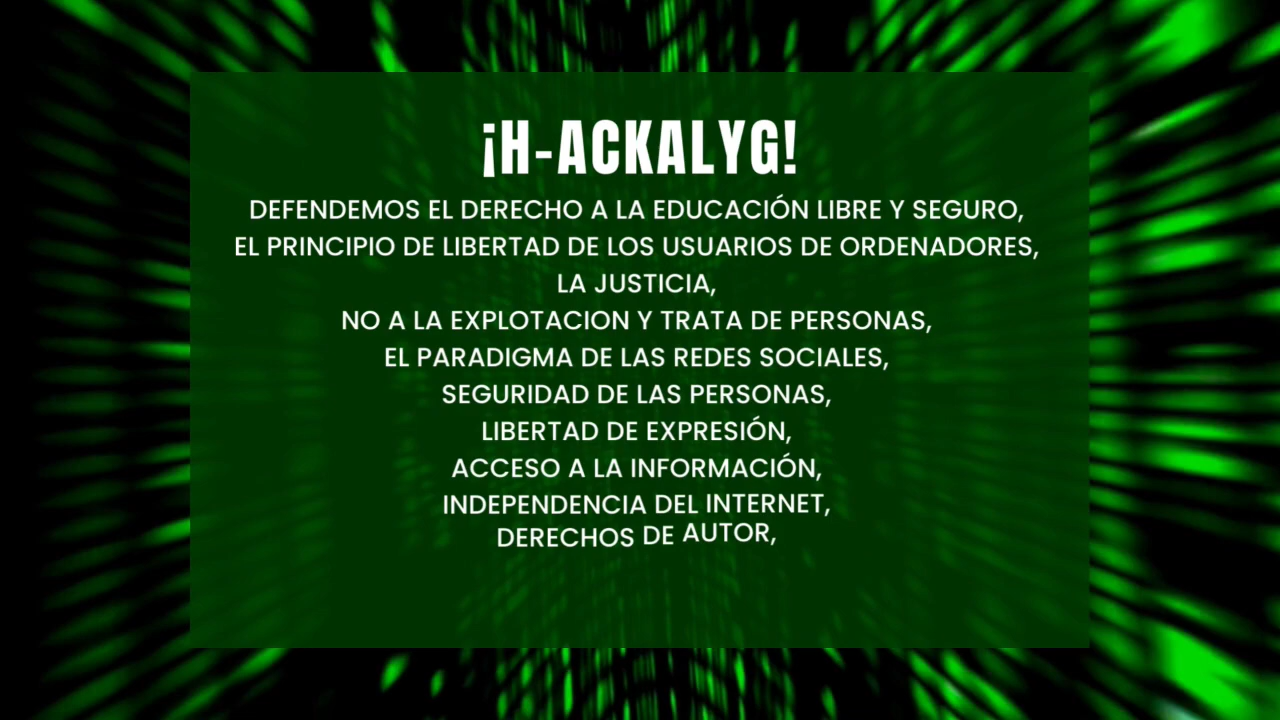 ¡H-ACKALYG!
DEFENDEMOS EL DERECHO A LA EDUCACIÓN LIBRE Y SEGURO,
EL PRINCIPIO DE LIBERTAD DE LOS USUARIOS DE ORDENADORES,
LA JUSTICIA,
NO A LA EXPLOTACION Y TRATA DE PERSONAS,
EL PARADIGMA DE LAS REDES SOCIALES,
SEGURIDAD DE LAS PERSONAS,
LIBERTAD DE EXPRESIÓN,
ACCESO A LA INFORMACIÓN,
INDEPENDENCIA DEL INTERNET,
DERECHOS DE AUTOR,